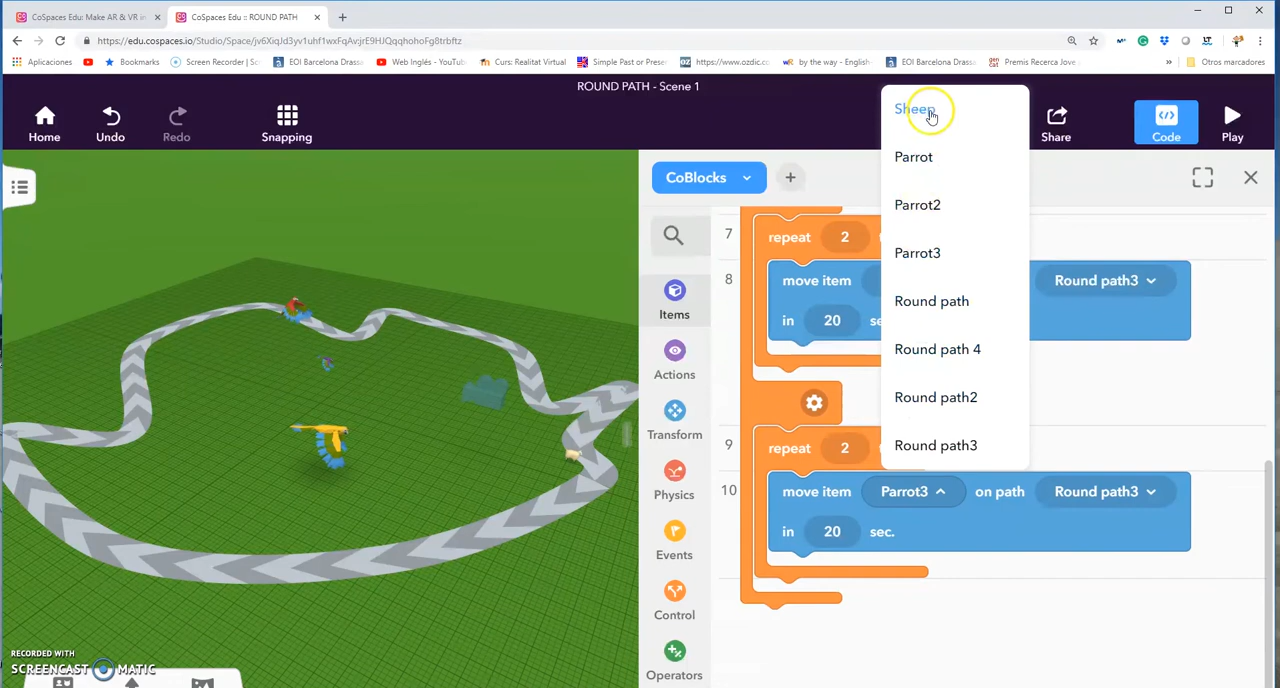 CoSpaces Edu: Make AR & VR in
CoSpaces Edu :: ROUND PATH
https://edu.cospaces.io/Studio/Space/jv6XiqJd3yv1uhf1wxFqAvjrE9HJQqqhohoFg8trbftz
Aplicaciones
Bookmarks
Screen Recorder | Sc
EOI Barcelona Drassa
Web Inglés - YouTub
Curs: Realitat Virtual
Simple Past or Prese
https://www.ozdic.co
by the way - English
EOI Barcelona Drassa
Premis Recerca Jove
Otros marcadores
ROUND PATH - Scene 1
Home
Undo
Redo
Snapping
Share
Code
Play
Sheep
Parrot
Parrot2
Parrot3
Round path
Round path 4
Round path2
Round path3
CoBlocks
Items
Actions
Transform
Physics
Events
Control
Operators
7 repeat 2 t
8 move item Round path3
in 20 se
9 repeat 2 t
10 move item Parrot3 on path Round path3
in 20 sec.
RECORDED WITH
SCREENCAST MATIC